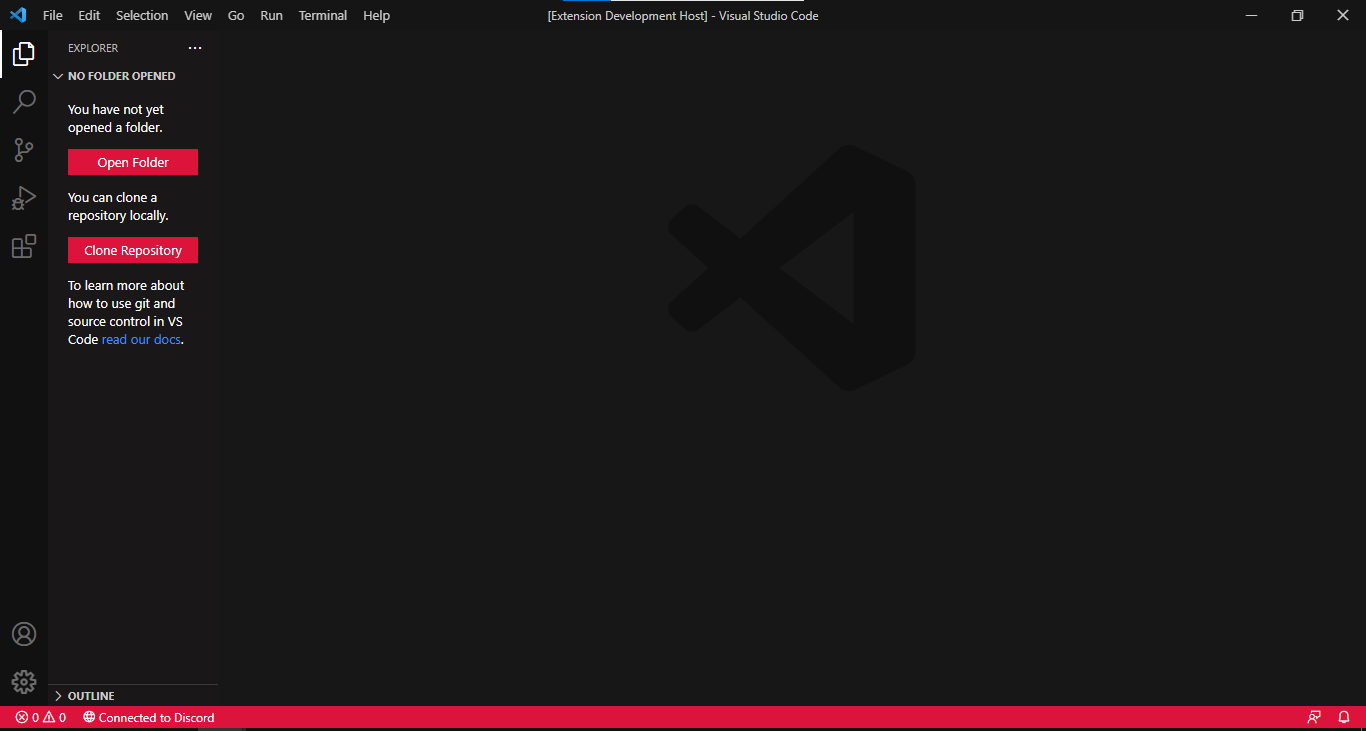 File Edit Selection View Go Run Terminal Help
[Extension Development Host] - Visual Studio Code
EXPLORER
NO FOLDER OPENED
You have not yet
opened a folder.
Open Folder
You can clone a
repository locally.
Clone Repository
To learn more about
how to use git and
source control in VS
Code read our docs.
OUTLINE
0 0 Connected to Discord